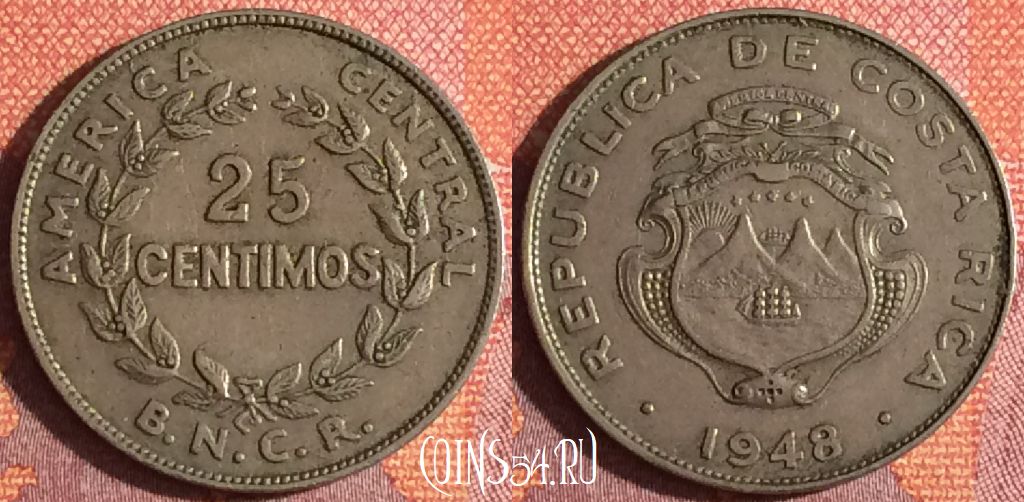 AMERICA CENTRAL
25
CENTIMOS
B.N.C.R.
REPUBLICA DE COSTA RICA
· 1948 ·
COINS54.RU